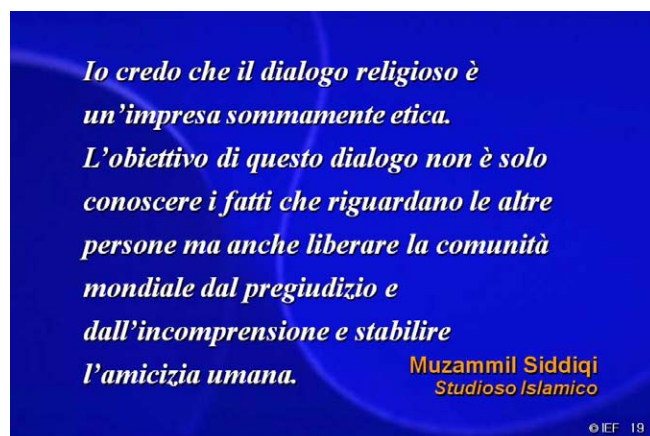 Io credo che il dialogo religioso è
un’impresa sommamente etica.
L’obiettivo di questo dialogo non è solo
conoscere i fatti che riguardano le altre
persone ma anche liberare la comunità
mondiale dal pregiudizio e
dall’incomprensione e stabilire
l’amicizia umana.
Muzammil Siddiqi
Studioso Islamico
© IEF 19